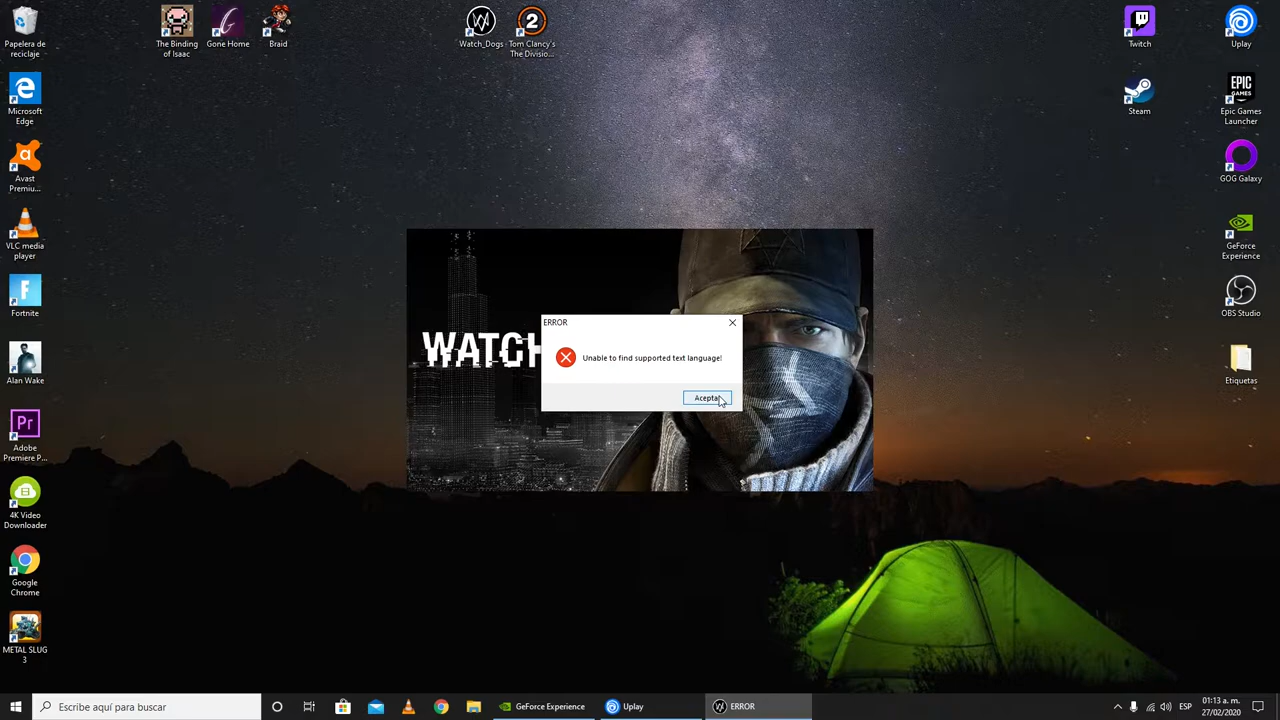 Papelera de
reciclaje
The Binding
of Isaac
Gone Home
Braid
Watch_Dogs
Tom Clancy's
The Divisio...
Twitch
Uplay
Microsoft
Edge
Steam
EPIC
GAMES
Epic Games
Launcher
Avast
Premiu...
GOG Galaxy
VLC media
player
GeForce
Experience
Fortnite
OBS Studio
WATCH
ERROR
Unable to find supported text language!
Aceptar
Alan Wake
Etiquetas
Adobe
Premiere P...
4K Video
Downloader
Google
Chrome
METAL SLUG
3
Escribe aquí para buscar
GeForce Experience
Uplay
ERROR
ESP
01:13 a. m.
27/02/2020